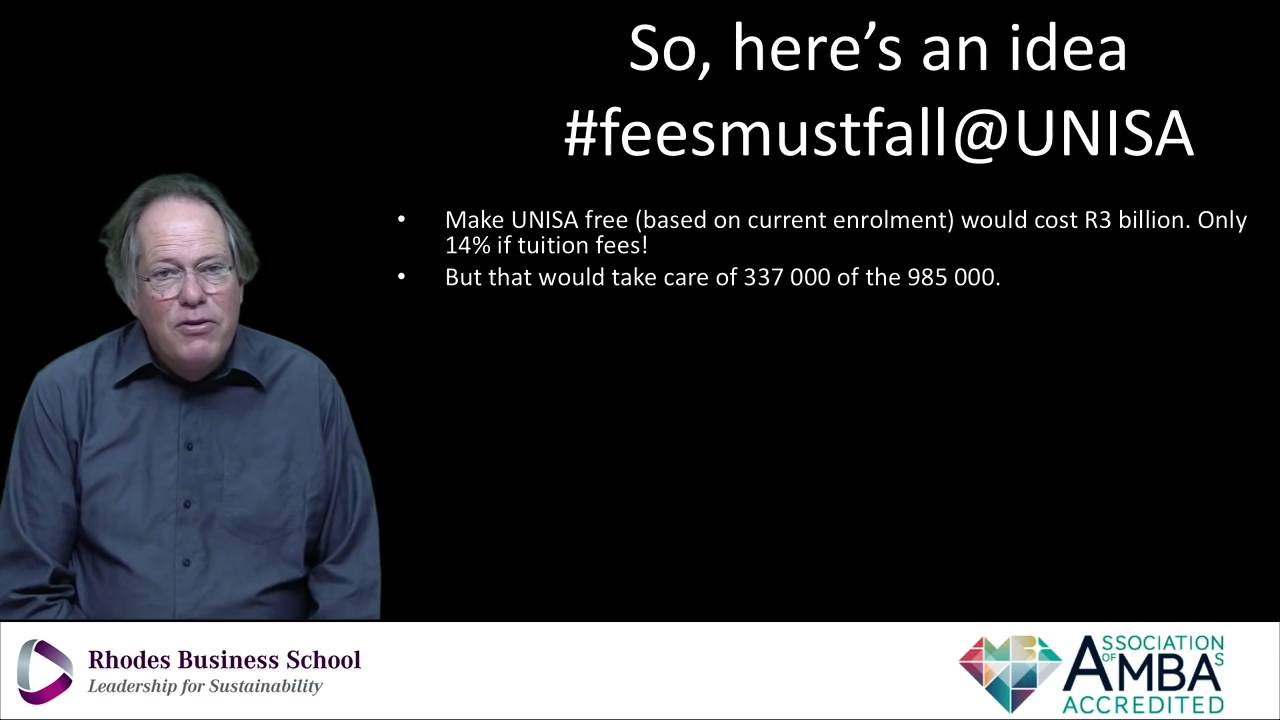 So, here’s an idea
#feesmustfall@UNISA
• Make UNISA free (based on current enrolment) would cost R3 billion. Only
14% if tuition fees!
• But that would take care of 337 000 of the 985 000.
Rhodes Business School
Leadership for Sustainability
ASSOCIATION
OF
AMBAS
ACCREDITED